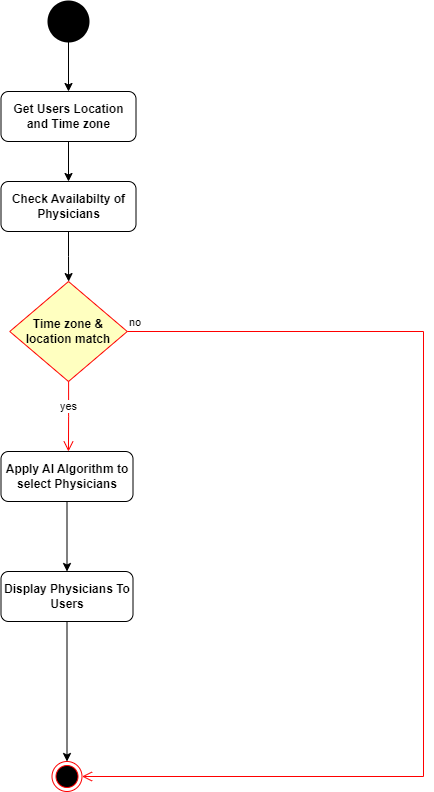 Get Users Location
and Time zone
Check Availabilty of
Physicians
Time zone &
location match
no
yes
Apply AI Algorithm to
select Physicians
Display Physicians To
Users